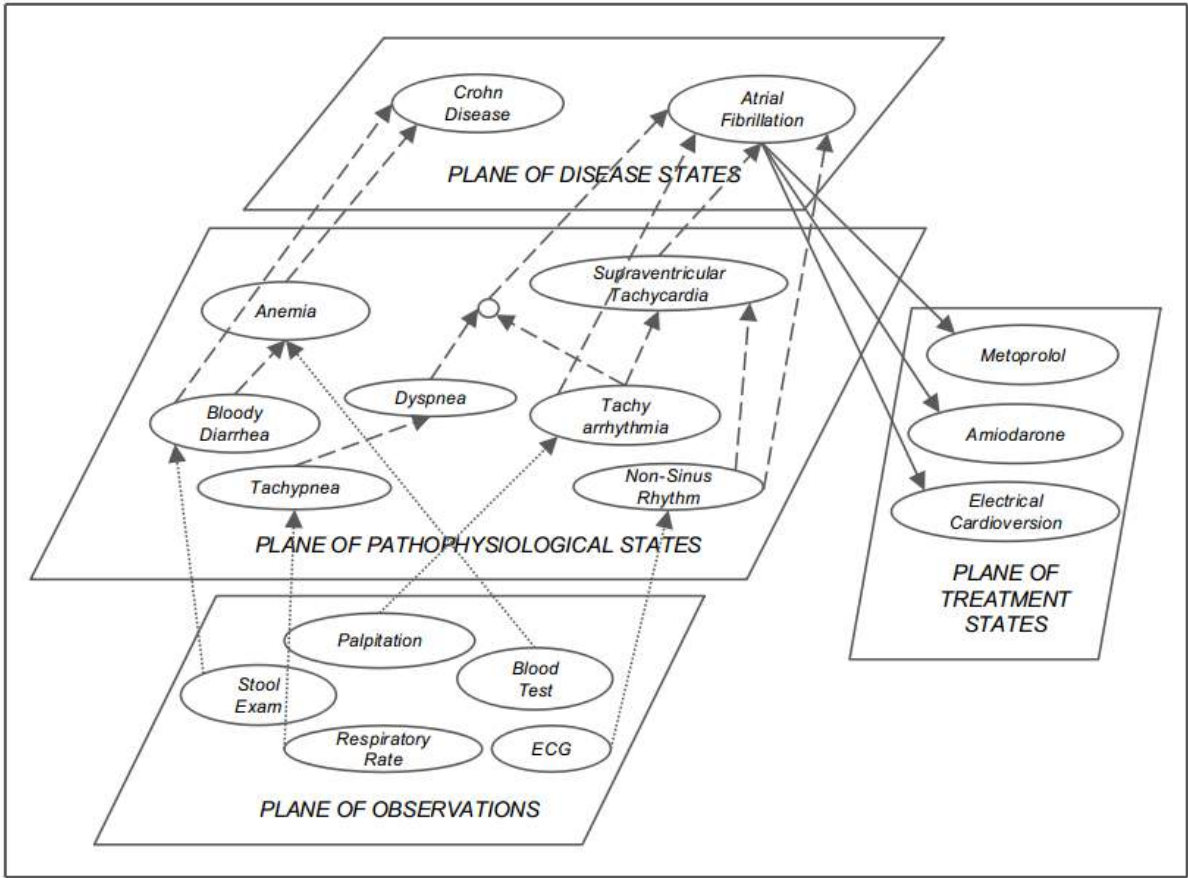 Crohn
Disease
Atrial
Fibrillation
PLANE OF DISEASE STATES
Supraventricular
Tachycardia
Anemia
Dyspnea
Bloody
Diarrhea
Tachy
arrhythmia
Tachypnea
Non-Sinus
Rhythm
PLANE OF PATHOPHYSIOLOGICAL STATES
Metoprolol
Amiodarone
Electrical
Cardioversion
PLANE OF
TREATMENT
STATES
Palpitation
Blood
Test
Stool
Exam
Respiratory
Rate
ECG
PLANE OF OBSERVATIONS